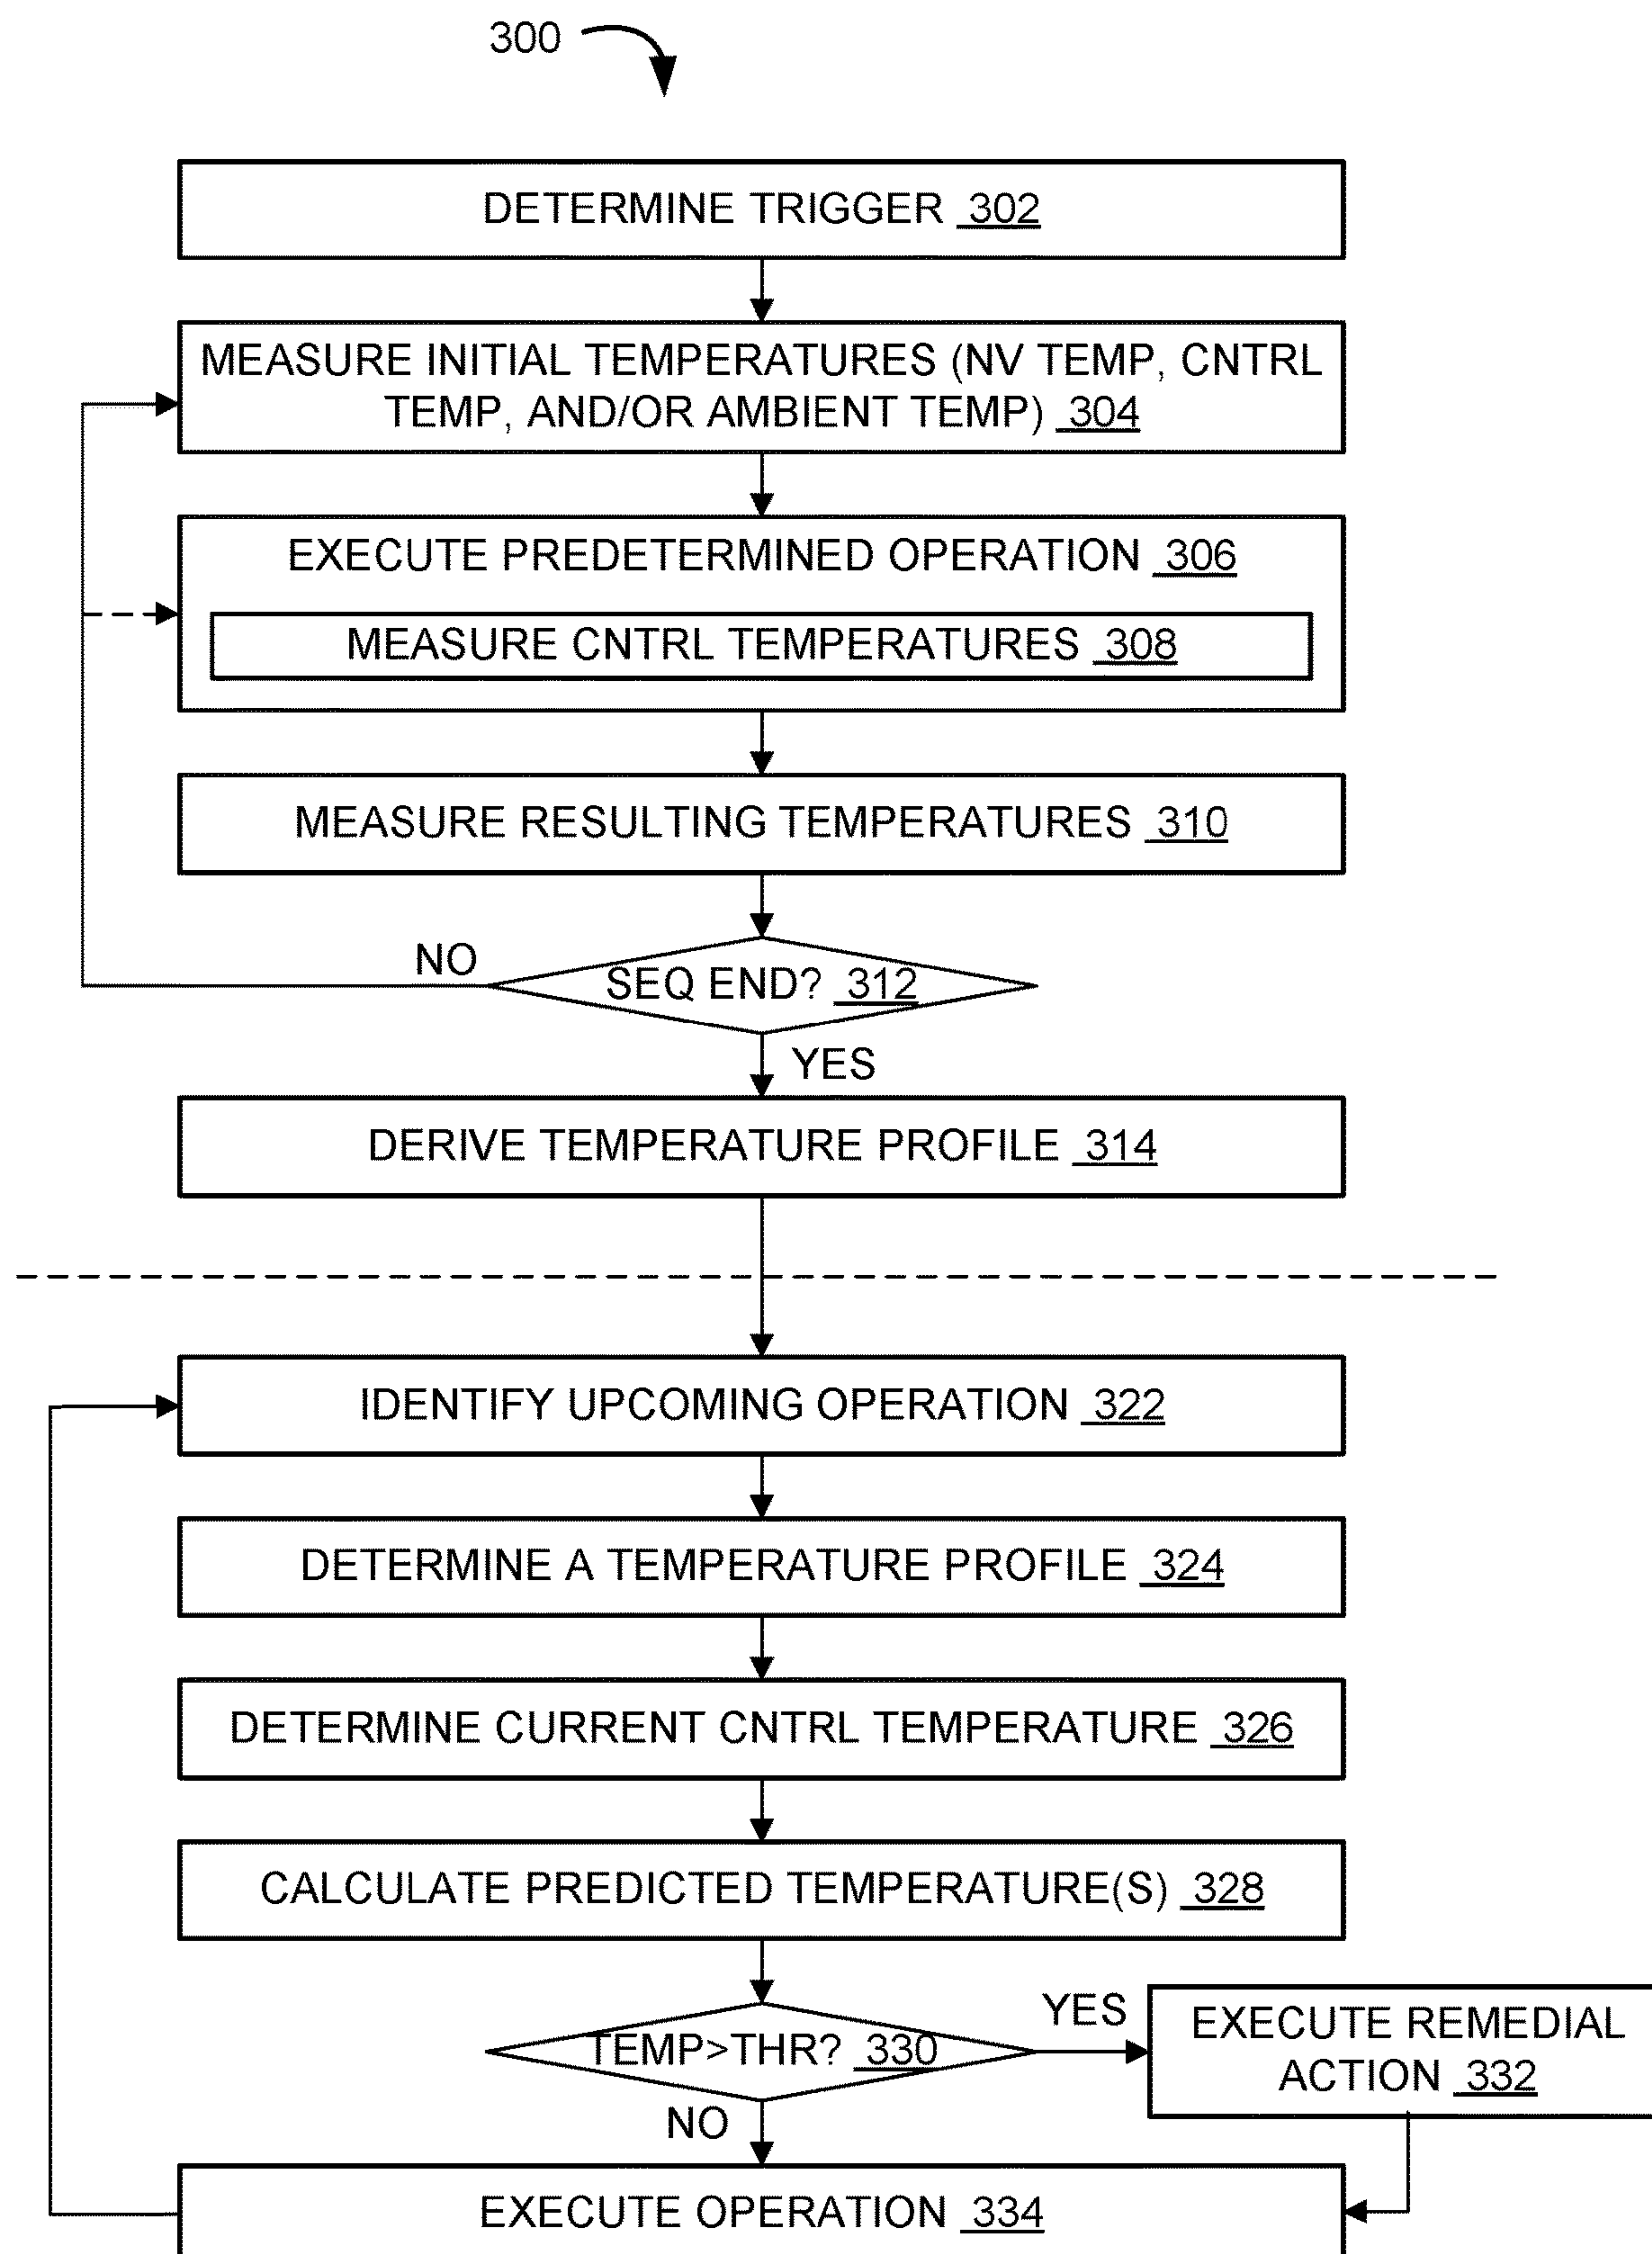 300
DETERMINE TRIGGER 302
MEASURE INITIAL TEMPERATURES (NV TEMP, CNTRL
TEMP, AND/OR AMBIENT TEMP) 304
EXECUTE PREDETERMINED OPERATION 306
MEASURE CNTRL TEMPERATURES 308
MEASURE RESULTING TEMPERATURES 310
NO
SEQ END? 312
YES
DERIVE TEMPERATURE PROFILE 314
IDENTIFY UPCOMING OPERATION 322
DETERMINE A TEMPERATURE PROFILE 324
DETERMINE CURRENT CNTRL TEMPERATURE 326
CALCULATE PREDICTED TEMPERATURE(S) 328
TEMP>THR? 330
YES
EXECUTE REMEDIAL
ACTION 332
NO
EXECUTE OPERATION 334